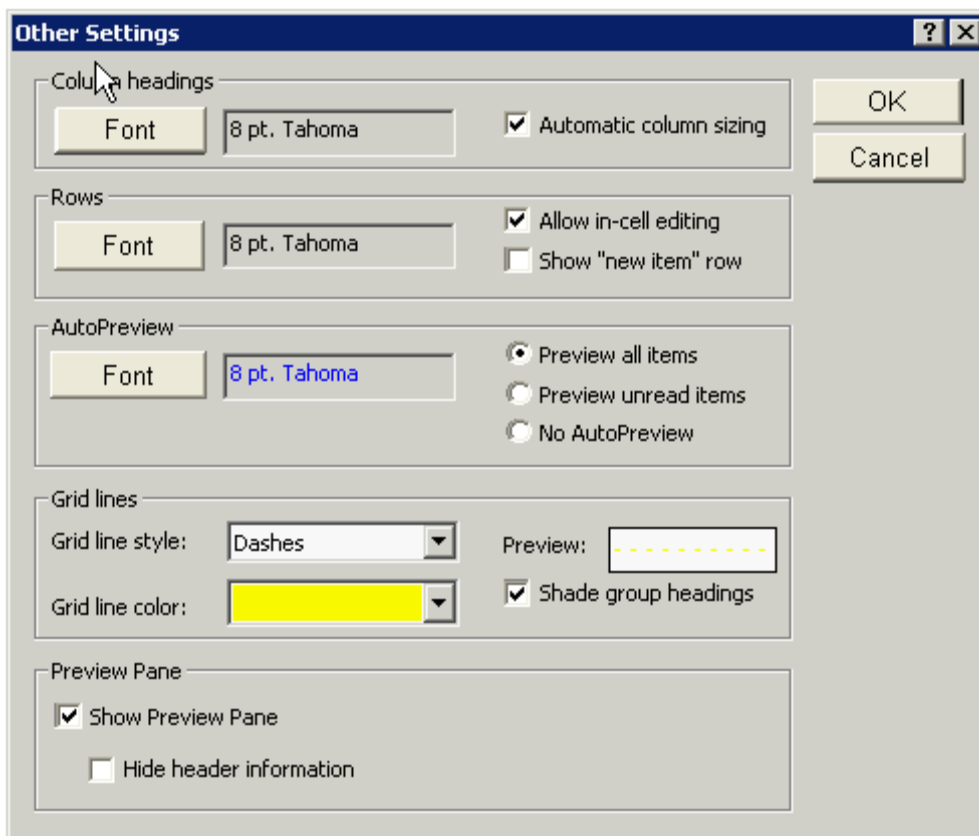 Other Settings
Column headings
Font 8 pt. Tahoma Automatic column sizing
OK
Cancel
Rows
Font 8 pt. Tahoma Allow in-cell editing
Show "new item" row
AutoPreview
Font 8 pt. Tahoma Preview all items
Preview unread items
No AutoPreview
Grid lines
Grid line style: Dashes Preview:
Grid line color: Shade group headings
Preview Pane
Show Preview Pane
Hide header information